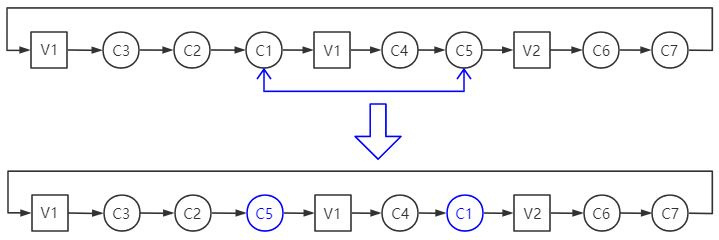 V1 C3 C2 C1 V1 C4 C5 V2 C6 C7
V1 C3 C2 C5 V1 C4 C1 V2 C6 C7